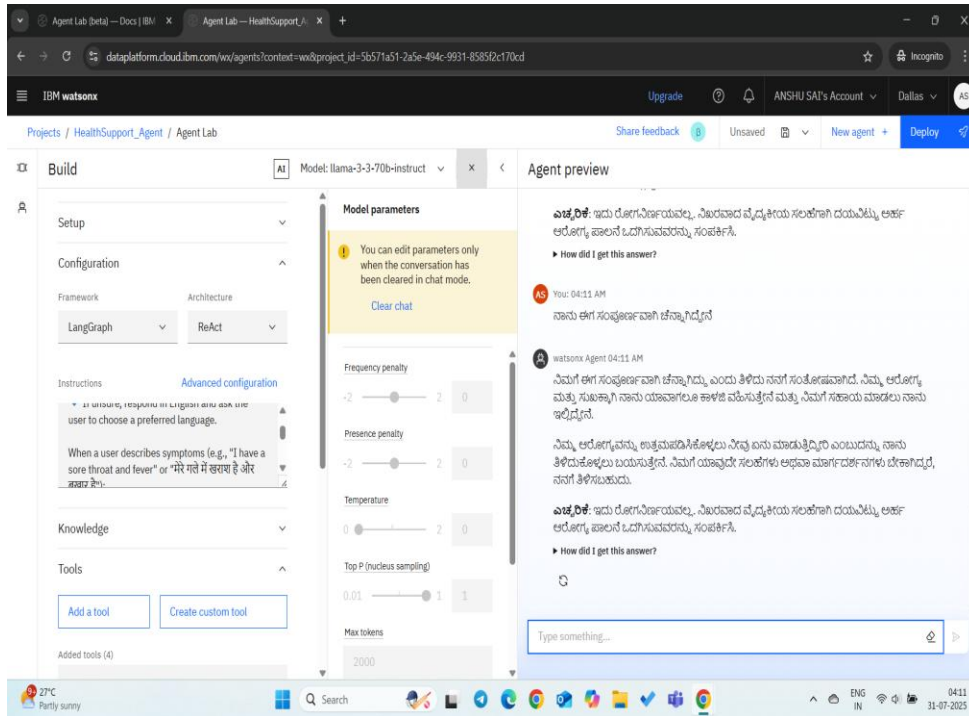 Agent Lab (beta) — Docs | IBM
Agent Lab — HealthSupport_A
dataplatform.cloud.ibm.com/wx/agents?context=wx&project_id=5b571a51-2a5e-494c-9931-8585f2c170cd
Incognito
IBM watsonx
Upgrade
ANSHU SAI's Account
Dallas
AS
Projects / HealthSupport_Agent / Agent Lab
Share feedback
β
Unsaved
New agent +
Deploy
Build
AI
Model: llama-3-3-70b-instruct
Agent preview
Setup
Configuration
Framework
Architecture
LangGraph
ReAct
Instructions
Advanced configuration
If unsure, respond in English and ask the
user to choose a preferred language.
When a user describes symptoms (e.g., "I have
a sore throat and fever" or "मेरे गले में खराश है और
बुखार है"):
Knowledge
Tools
Add a tool
Create custom tool
Added tools (4)
Model parameters
You can edit parameters only
when the conversation has
been cleared in chat mode.
Clear chat
Frequency penalty
-2
2
0
Presence penalty
-2
2
0
Temperature
0
2
0
Top P (nucleus sampling)
0.01
1
1
Max tokens
2000
ಎಚ್ಚರಿಕೆ: ಇದು ರೋಗನಿರ್ಣಯವಲ್ಲ. ನಿಖರವಾದ ವೈದ್ಯಕೀಯ ಸಲಹೆಗಾಗಿ ದಯವಿಟ್ಟು ಅರ್ಹ
ಆರೋಗ್ಯ ಪಾಲನೆ ಒದಗಿಸುವವರನ್ನು ಸಂಪರ್ಕಿಸಿ.
How did I get this answer?
AS
You: 04:11 AM
ನಾನು ಈಗ ಸಂಪೂರ್ಣವಾಗಿ ಚೆನ್ನಾಗಿದ್ದೇನೆ
watsonx Agent 04:11 AM
ನಿಮಗೆ ಈಗ ಸಂಪೂರ್ಣವಾಗಿ ಚೆನ್ನಾಗಿದ್ದು ಎಂದು ತಿಳಿದು ನನಗೆ ಸಂತೋಷವಾಗಿದೆ. ನಿಮ್ಮ ಆರೋಗ್ಯ
ಮತ್ತು ಸುಖಕ್ಕಾಗಿ ನಾನು ಯಾವಾಗಲೂ ಕಾಳಜಿ ವಹಿಸುತ್ತೇನೆ ಮತ್ತು ನಿಮಗೆ ಸಹಾಯ ಮಾಡಲು ನಾನು
ಇಲ್ಲಿದ್ದೇನೆ.
ನಿಮ್ಮ ಆರೋಗ್ಯವನ್ನು ಉತ್ತಮಪಡಿಸಿಕೊಳ್ಳಲು ನೀವು ಏನು ಮಾಡುತ್ತಿದ್ದೀರಿ ಎಂಬುದನ್ನು ನಾನು
ತಿಳಿದುಕೊಳ್ಳಲು ಬಯಸುತ್ತೇನೆ. ನಿಮಗೆ ಯಾವುದೇ ಸಲಹೆಗಳು ಅಥವಾ ಮಾರ್ಗದರ್ಶನಗಳು ಬೇಕಾಗಿದ್ದರೆ,
ನನಗೆ ತಿಳಿಸಬಹುದು.
ಎಚ್ಚರಿಕೆ: ಇದು ರೋಗನಿರ್ಣಯವಲ್ಲ. ನಿಖರವಾದ ವೈದ್ಯಕೀಯ ಸಲಹೆಗಾಗಿ ದಯವಿಟ್ಟು ಅರ್ಹ
ಆರೋಗ್ಯ ಪಾಲನೆ ಒದಗಿಸುವವರನ್ನು ಸಂಪರ್ಕಿಸಿ.
How did I get this answer?
Type something...
9+
27°C
Partly sunny
Search
ENG
IN
04:11
31-07-2025